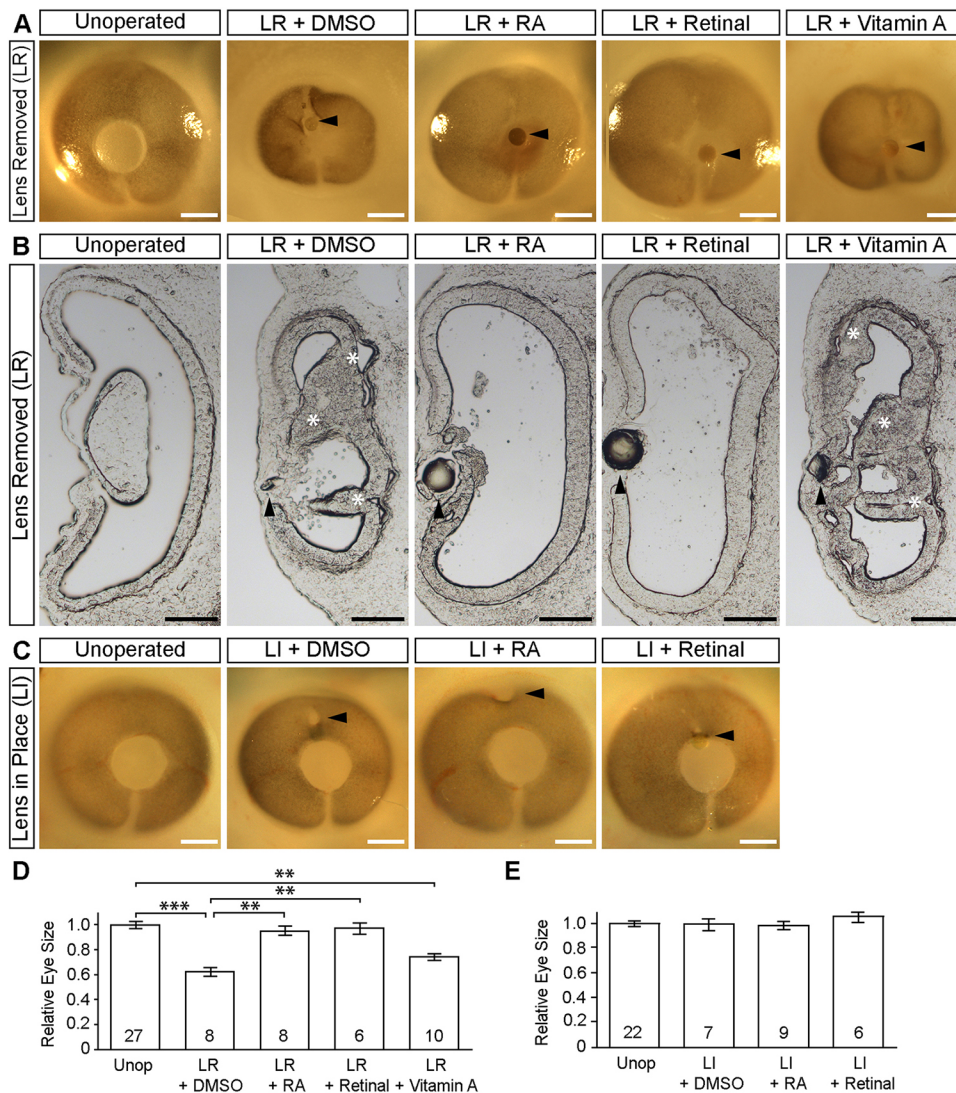 A
Unoperated
LR + DMSO
LR + RA
LR + Retinal
LR + Vitamin A
Lens Removed (LR)
B
Unoperated
LR + DMSO
LR + RA
LR + Retinal
LR + Vitamin A
Lens Removed (LR)
*
*
*
*
*
*
C
Unoperated
LI + DMSO
LI + RA
LI + Retinal
Lens in Place (LI)
D
**
**
*** **
Relative Eye Size
1.0
0.8
0.6
0.4
0.2
0
27 8 8 6 10
Unop LR LR LR LR
+ DMSO + RA + Retinal + Vitamin A
E
Relative Eye Size
1.0
0.8
0.6
0.4
0.2
0
22 7 9 6
Unop LI LI LI
+ DMSO + RA + Retinal